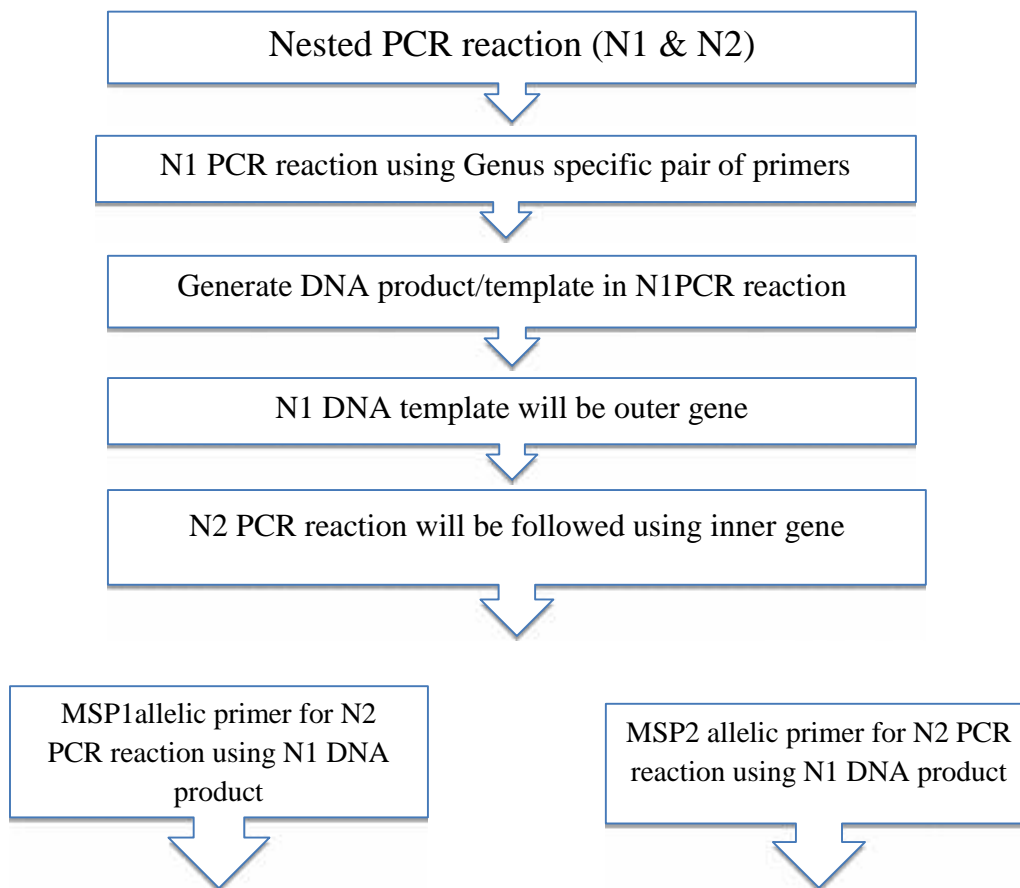 Nested PCR reaction (N1 & N2)
N1 PCR reaction using Genus specific pair of primers
Generate DNA product/template in N1PCR reaction
N1 DNA template will be outer gene
N2 PCR reaction will be followed using inner gene
MSP1allelic primer for N2
PCR reaction using N1 DNA
product
MSP2 allelic primer for N2 PCR
reaction using N1 DNA product